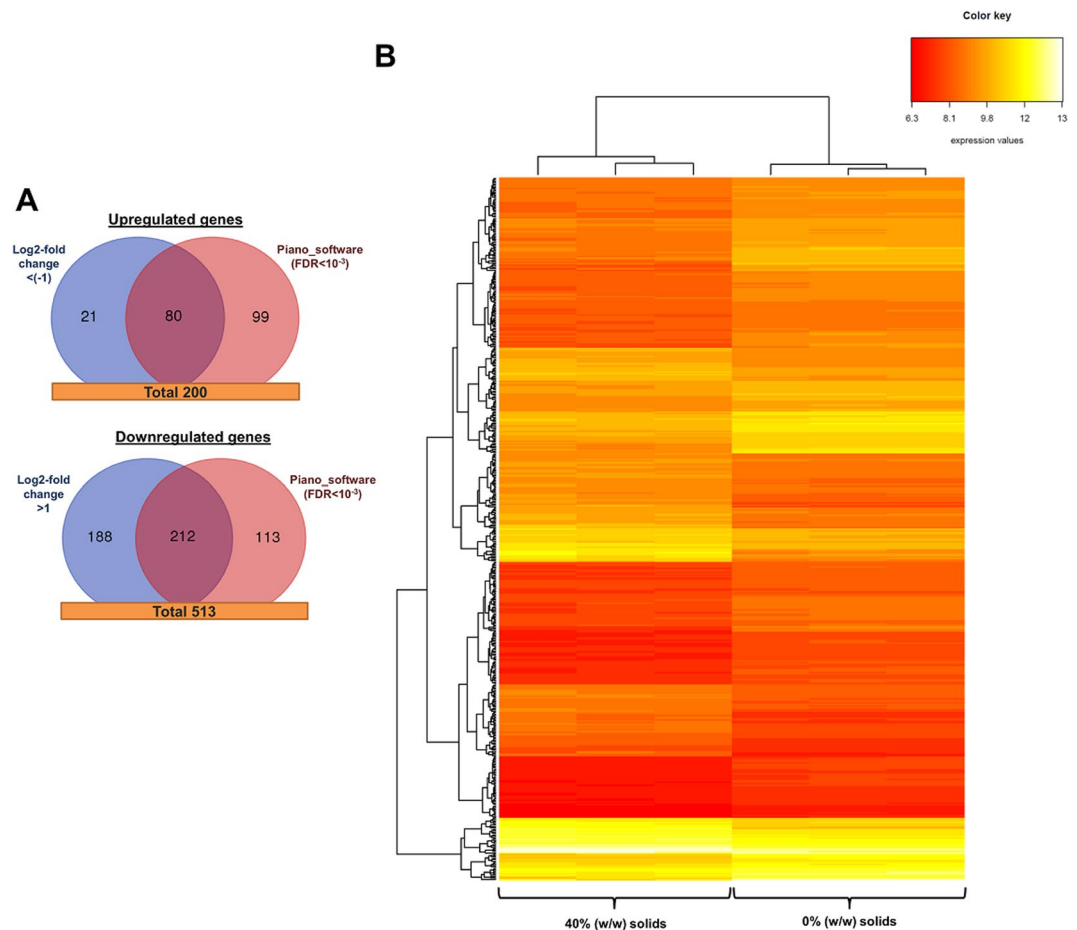 A
Upregulated genes
Log2-fold
change
<(-1)
Piano_software
(FDR<10⁻³)
21
80
99
Total 200
Downregulated genes
Log2-fold
change
>1
Piano_software
(FDR<10⁻³)
188
212
113
Total 513
B
Color key
6.3 8.1 9.8 12 13
expression values
40% (w/w) solids
0% (w/w) solids